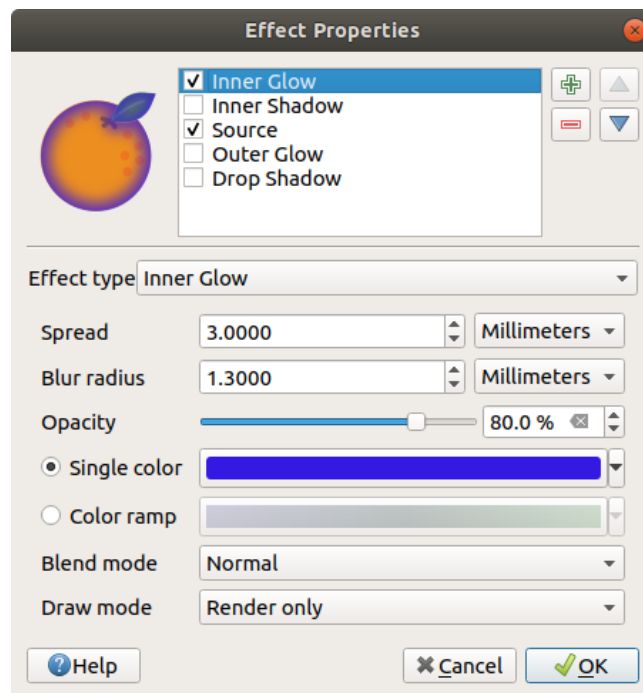 Effect Properties
Inner Glow
Inner Shadow
Source
Outer Glow
Drop Shadow
Effect type Inner Glow
Spread 3.0000 Millimeters
Blur radius 1.3000 Millimeters
Opacity 80.0 %
Single color
Color ramp
Blend mode Normal
Draw mode Render only
Help Cancel OK